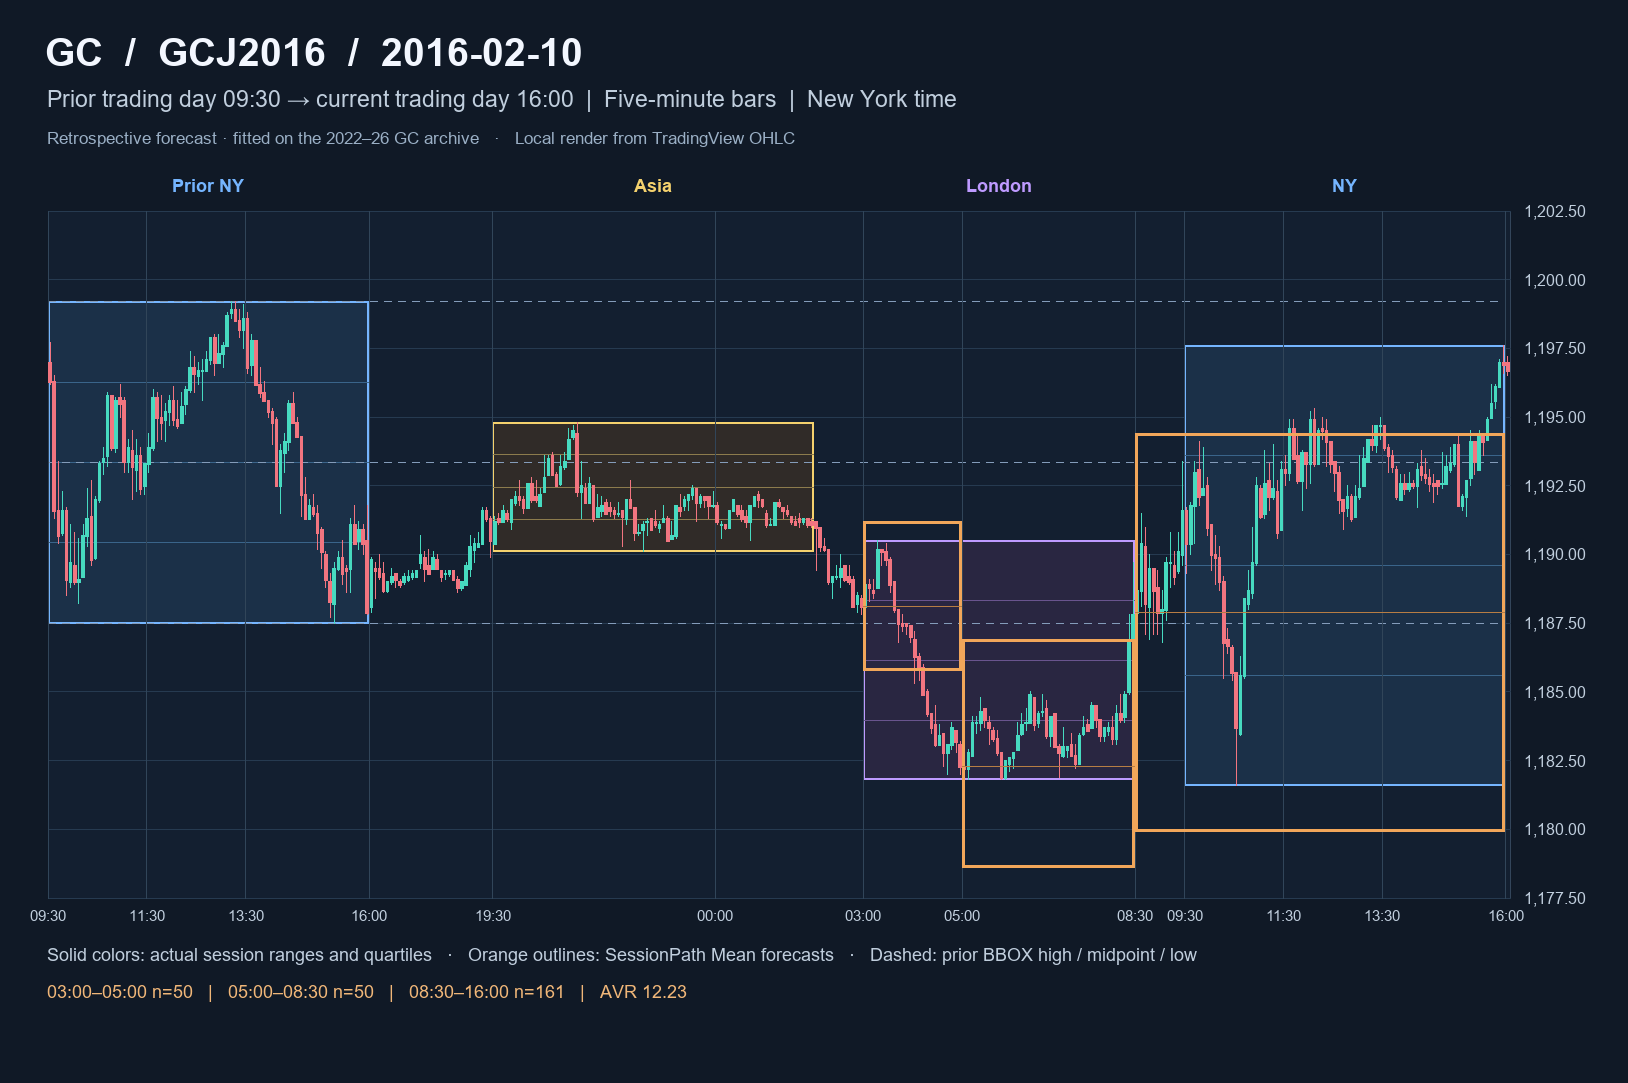 GC / GCJ2016 / 2016-02-10
Prior trading day 09:30 → current trading day 16:00 | Five-minute bars | New York time
Retrospective forecast · fitted on the 2022–26 GC archive · Local render from TradingView OHLC
Prior NY Asia London NY
1,202.50
1,200.00
1,197.50
1,195.00
1,192.50
1,190.00
1,187.50
1,185.00
1,182.50
1,180.00
1,177.50
09:30 11:30 13:30 16:00 19:30 00:00 03:00 05:00 08:30 09:30 11:30 13:30 16:00
Solid colors: actual session ranges and quartiles · Orange outlines: SessionPath Mean forecasts · Dashed: prior BBOX high / midpoint / low
03:00–05:00 n=50 | 05:00–08:30 n=50 | 08:30–16:00 n=161 | AVR 12.23